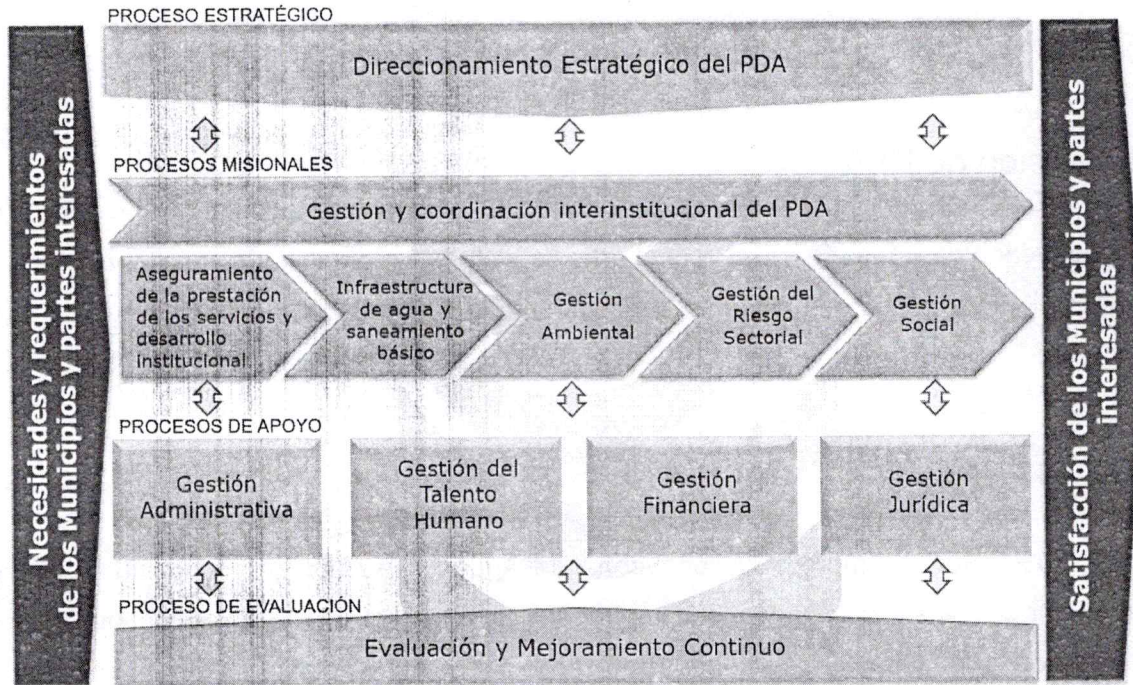 PROCESO ESTRATÉGICO
Direccionamiento Estratégico del PDA
Necesidades y requerimientos
de los Municipios y partes interesadas
PROCESOS MISIONALES
Gestión y coordinación interinstitucional del PDA
Aseguramiento
de la prestación
de los servicios y
desarrollo
institucional.
Infraestructura
de agua y
saneamiento
básico
Gestión
Ambiental
Gestión del
Riesgo
Sectorial
Gestión
Social
PROCESOS DE APOYO
Gestión
Administrativa
Gestión del
Talento
Humano
Gestión
Financiera
Gestión
Jurídica
PROCESO DE EVALUACIÓN
Evaluación y Mejoramiento Continuo
Satisfacción de los Municipios y partes
interesadas